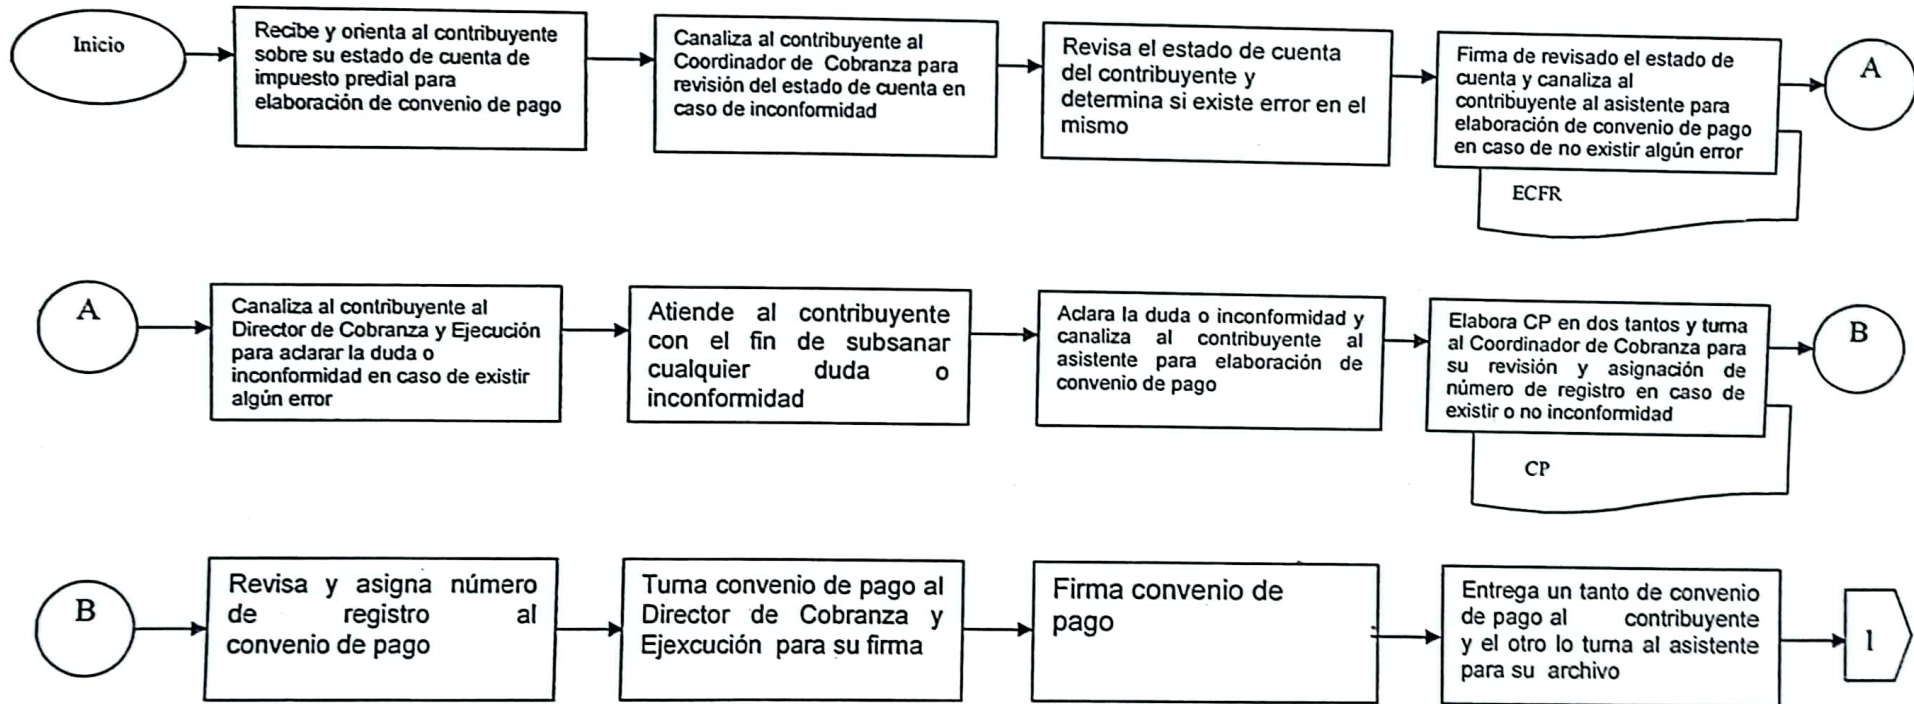 Inicio
Recibe y orienta al contribuyente
sobre su estado de cuenta de
impuesto predial para
elaboración de convenio de pago
Canaliza al contribuyente al
Coordinador de Cobranza para
revisión del estado de cuenta en
caso de inconformidad
Revisa el estado de cuenta
del contribuyente y
determina si existe error en el
mismo
Firma de revisado el estado de
cuenta y canaliza al
contribuyente al asistente para
elaboración de convenio de pago
en caso de no existir algún error
ECFR
A
A
Canaliza al contribuyente al
Director de Cobranza y Ejecución
para aclarar la duda o
inconformidad en caso de existir
algún error
Atiende al contribuyente
con el fin de subsanar
cualquier duda o
inconformidad
Aclara la duda o inconformidad y
canaliza al contribuyente al
asistente para elaboración de
convenio de pago
Elabora CP en dos tantos y turna
al Coordinador de Cobranza para
su revisión y asignación de
número de registro en caso de
existir o no inconformidad
CP
B
B
Revisa y asigna número
de registro al
convenio de pago
Turna convenio de pago al
Director de Cobranza y
Ejexcución para su firma
Firma convenio de
pago
Entrega un tanto de convenio
de pago al contribuyente
y el otro lo turna al asistente
para su archivo
1